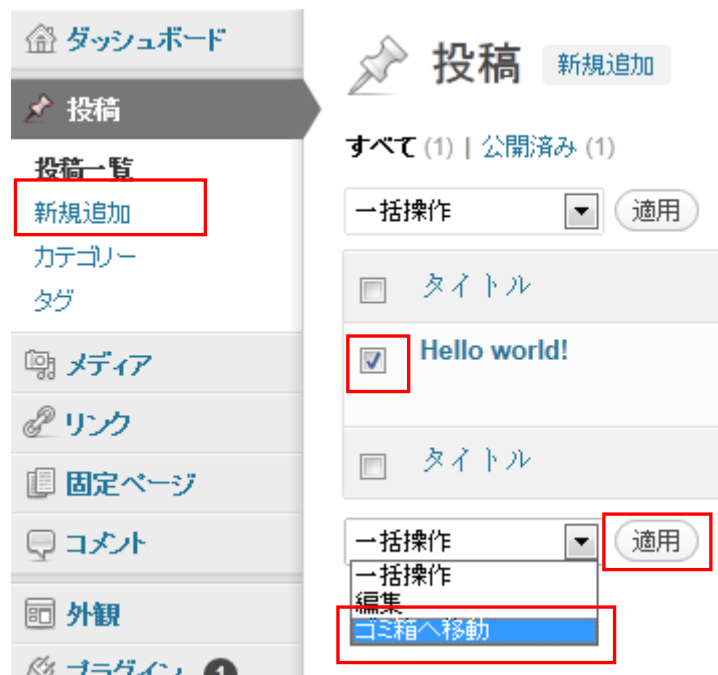 ダッシュボード
投稿
投稿一覧
新規追加
カテゴリー
タグ
メディア
リンク
固定ページ
コメント
外観
プラグイン 1
投稿 新規追加
すべて (1) | 公開済み (1)
一括操作 適用
タイトル
Hello world!
タイトル
一括操作 適用
一括操作
編集
ゴミ箱へ移動